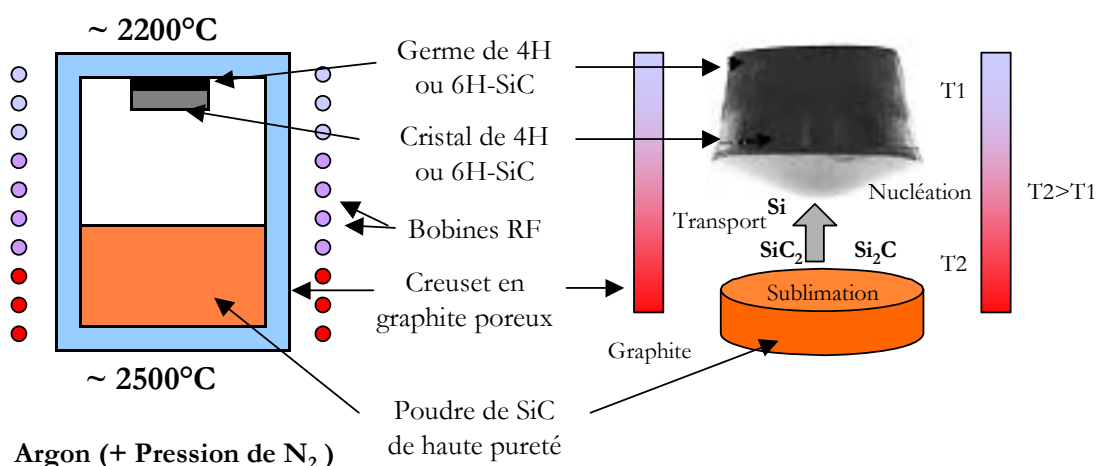 ~ 2200°C
Germe de 4H
ou 6H-SiC
Cristal de 4H
ou 6H-SiC
Bobines RF
Creuset en
graphite poreux
~ 2500°C
Poudre de SiC
de haute pureté
Argon (+ Pression de N₂ )
T1
Nucléation
T2>T1
Si
Transport
SiC₂
Si₂C
T2
Sublimation
Graphite